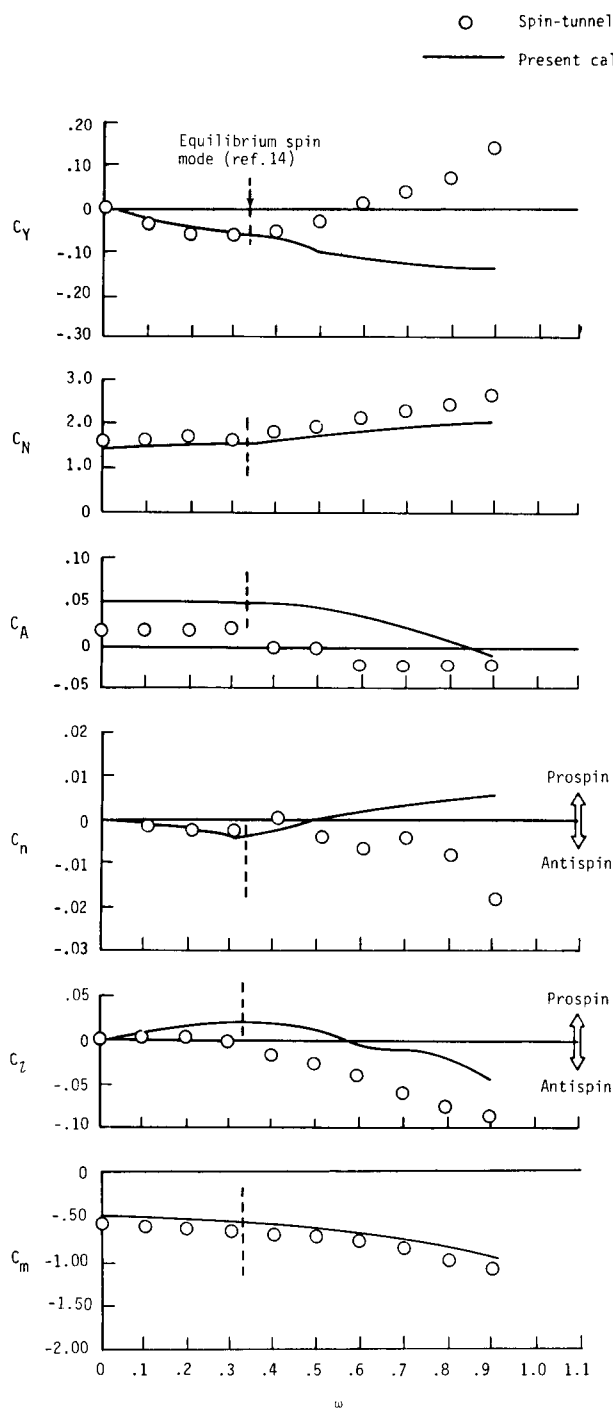 Spin-tunnel
Present cal
.20
.10
0
-.10
-.20
-.30
C_Y
Equilibrium spin
mode (ref. 14)
3.0
2.0
1.0
0
C_N
.10
.05
0
-.05
C_A
.02
.01
0
-.01
-.02
-.03
C_n
Prospin
Antispin
.05
0
-.05
-.10
C_l
Prospin
Antispin
0
-.50
-1.00
-1.50
-2.00
C_m
0 .1 .2 .3 .4 .5 .6 .7 .8 .9 1.0 1.1
ω